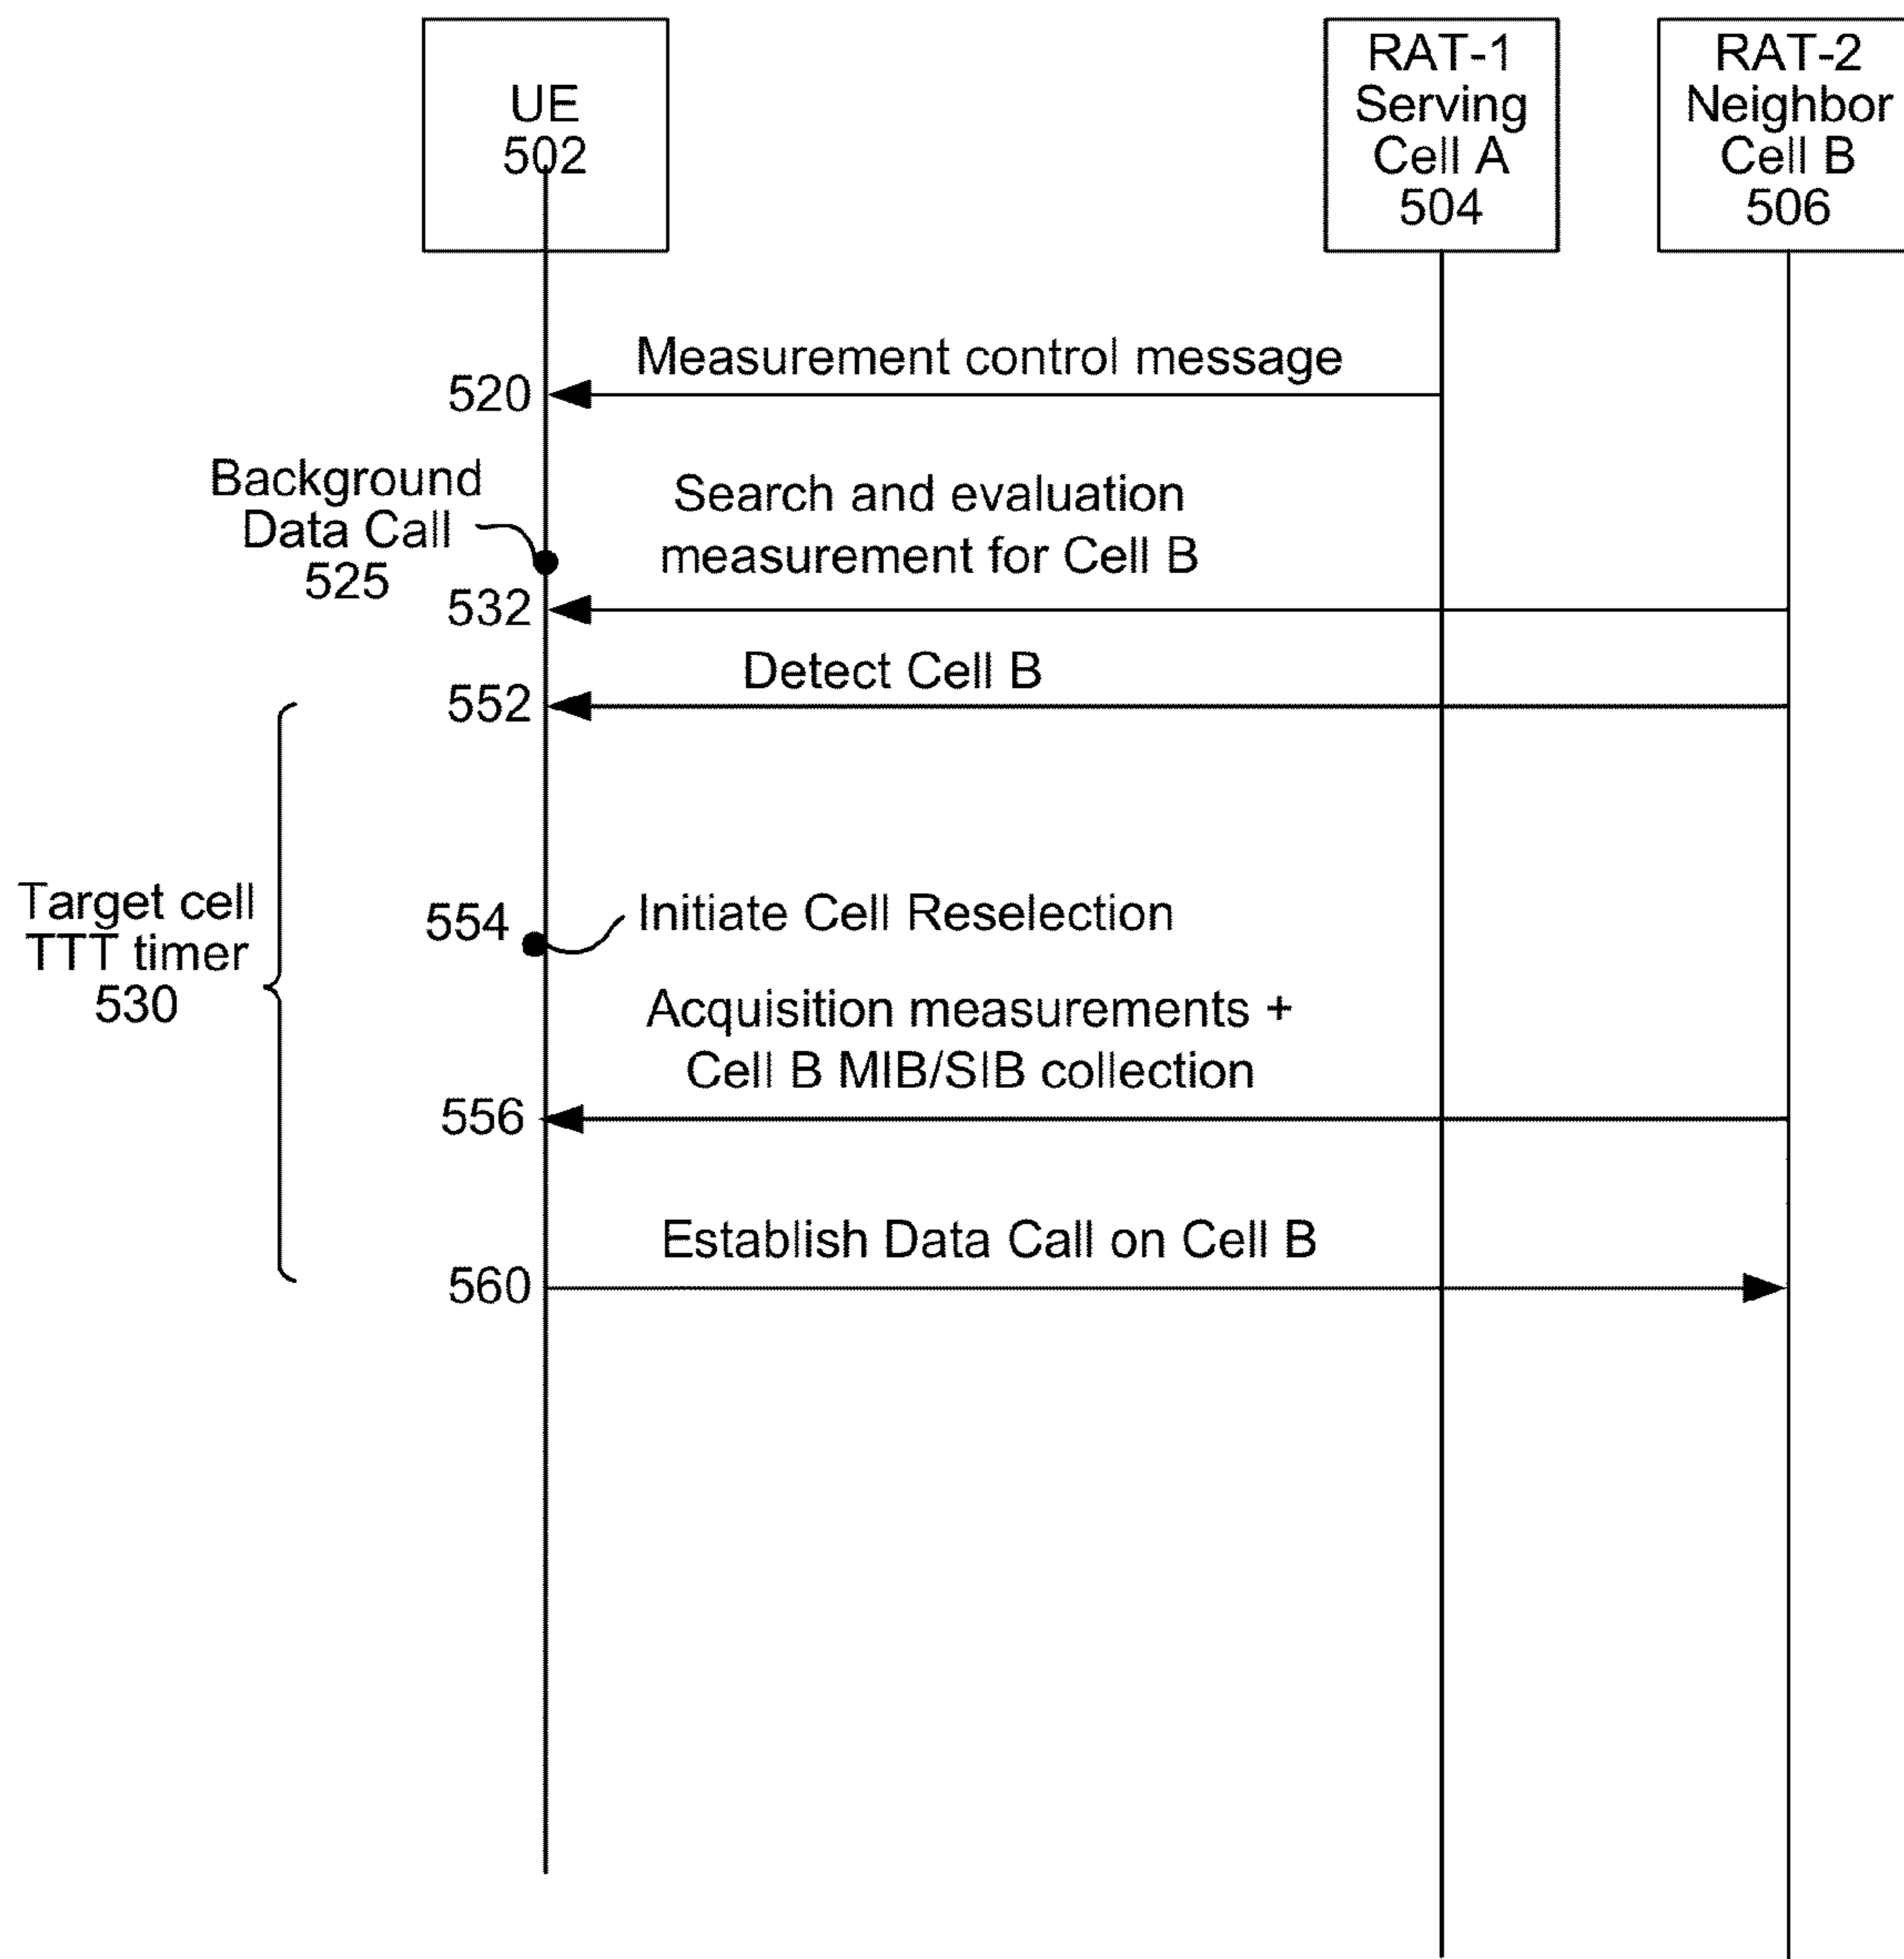 UE
502
RAT-1
Serving
Cell A
504
RAT-2
Neighbor
Cell B
506
Measurement control message
520
Background
Data Call
525
Search and evaluation
measurement for Cell B
532
Detect Cell B
552
Target cell
TTT timer
530
554
Initiate Cell Reselection
Acquisition measurements +
Cell B MIB/SIB collection
556
Establish Data Call on Cell B
560